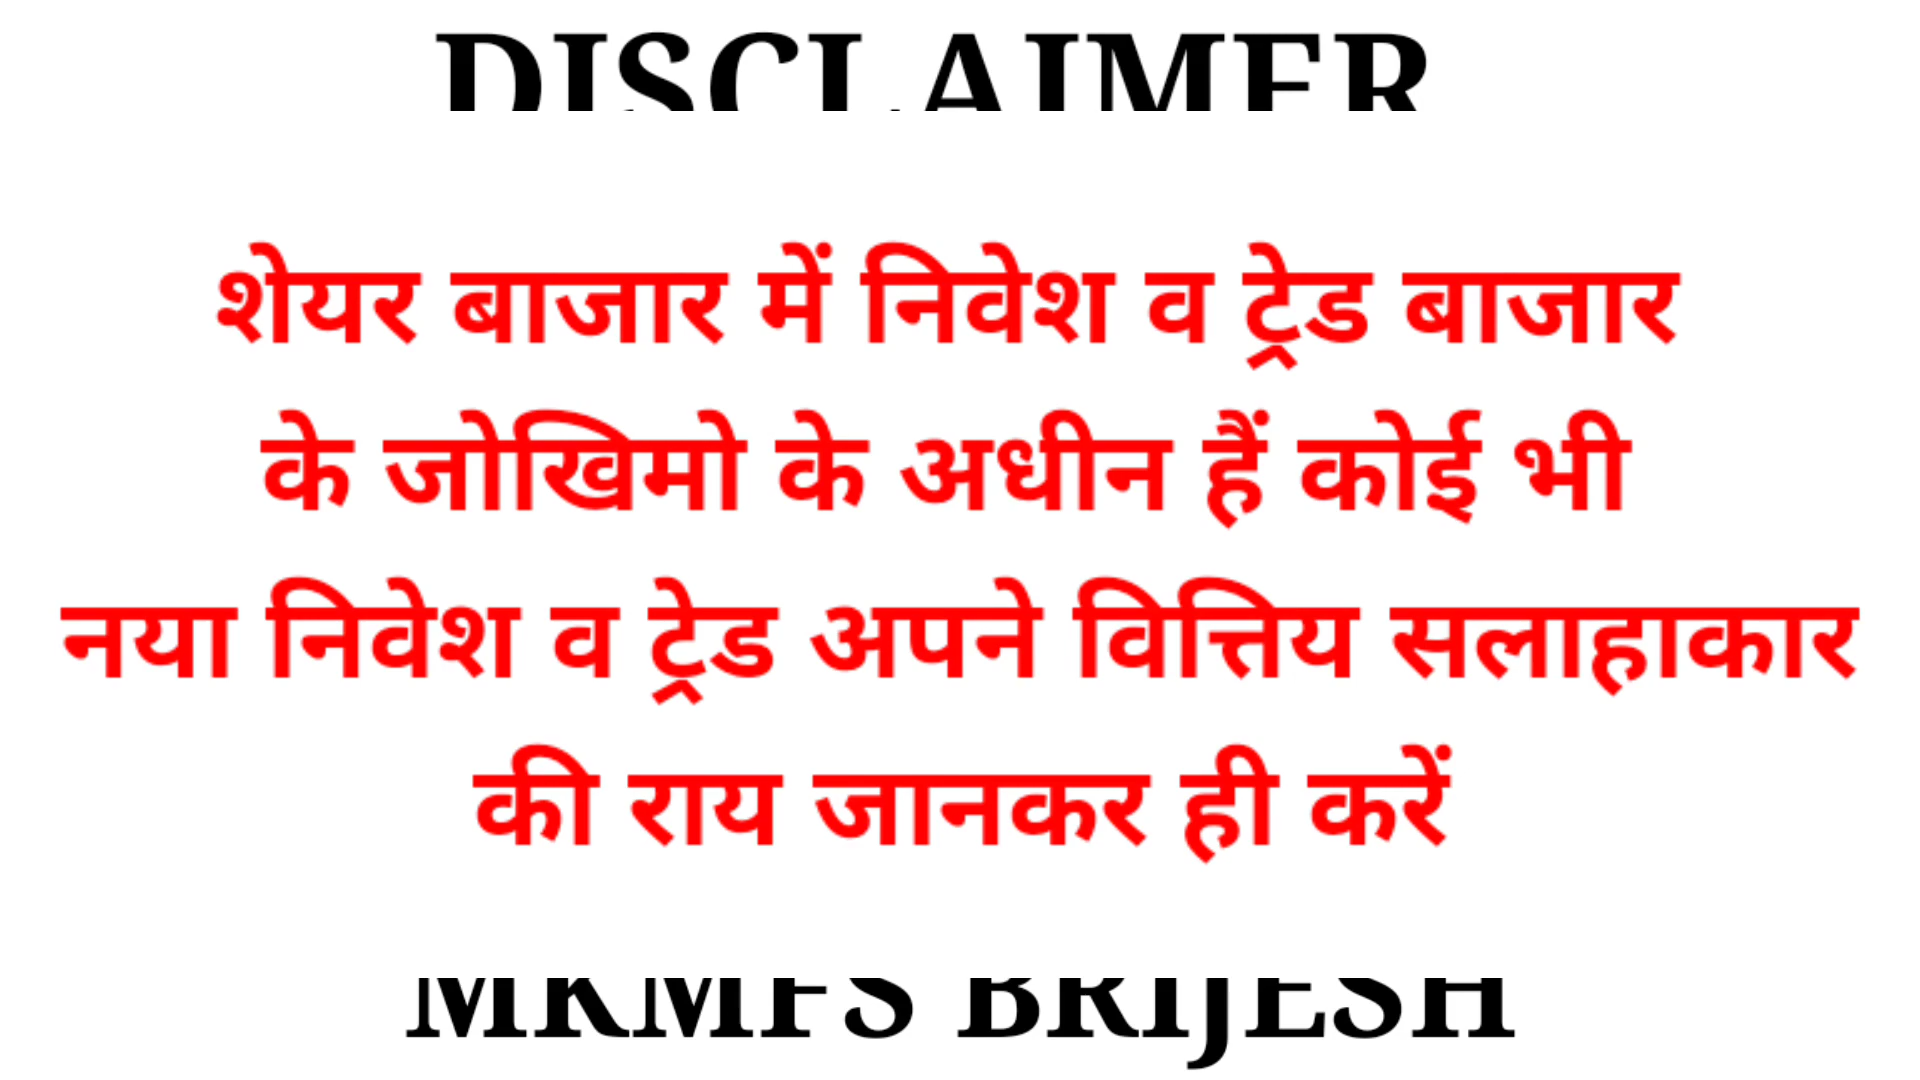 DISCLAIMER
शेयर बाजार में निवेश व ट्रेड बाजार
के जोखिमो के अधीन हैं कोई भी
नया निवेश व ट्रेड अपने वित्तिय सलाहाकार
की राय जानकर ही करें
MKMFS BRIJESH